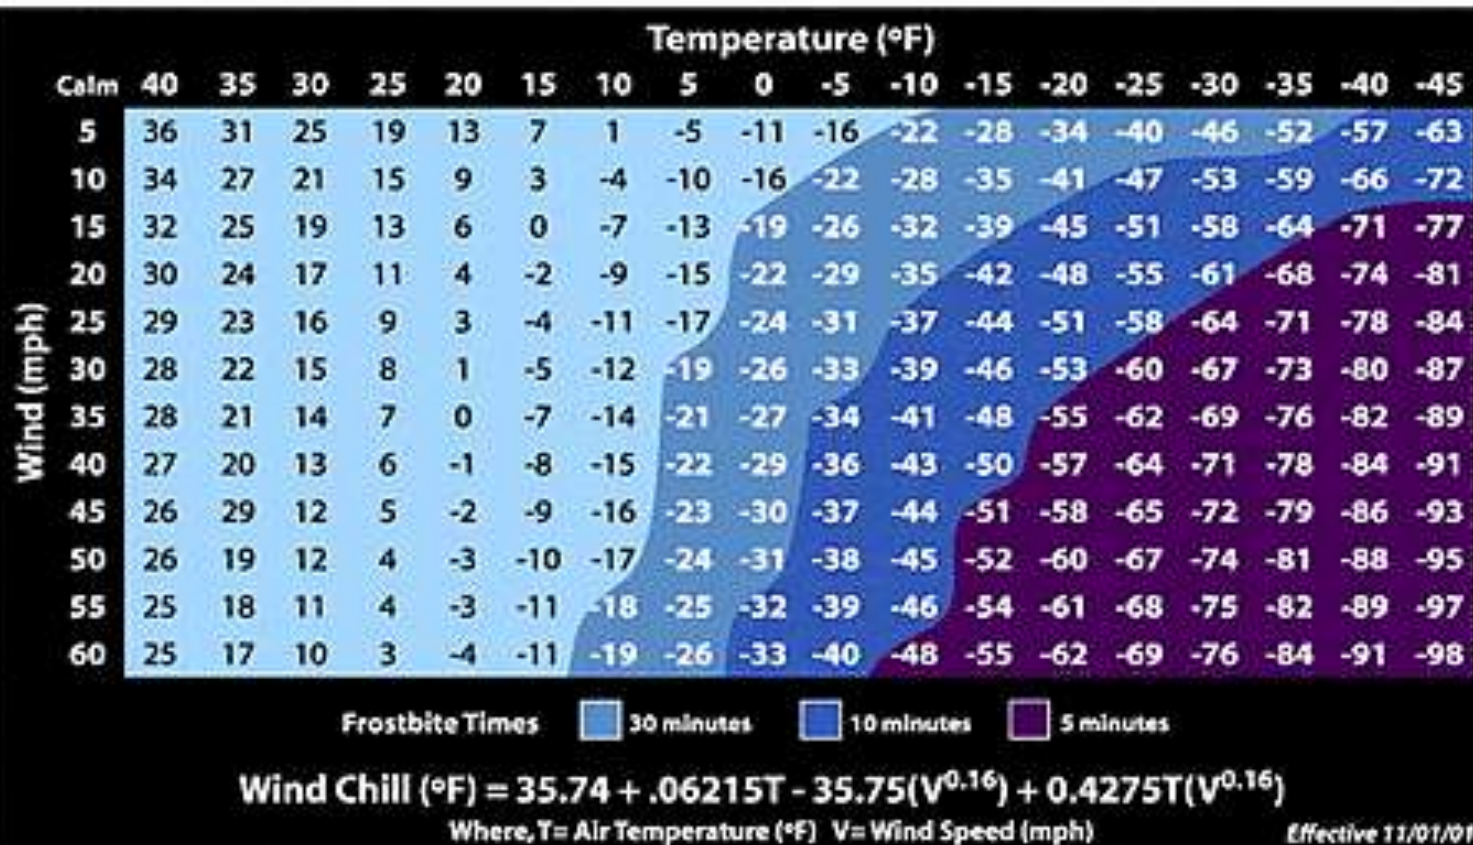 Temperature (°F)
Calm 40 35 30 25 20 15 10 5 0 -5 -10 -15 -20 -25 -30 -35 -40 -45
5 36 31 25 19 13 7 1 -5 -11 -16 -22 -28 -34 -40 -46 -52 -57 -63
10 34 27 21 15 9 3 -4 -10 -16 -22 -28 -35 -41 -47 -53 -59 -66 -72
15 32 25 19 13 6 0 -7 -13 -19 -26 -32 -39 -45 -51 -58 -64 -71 -77
20 30 24 17 11 4 -2 -9 -15 -22 -29 -35 -42 -48 -55 -61 -68 -74 -81
25 29 23 16 9 3 -4 -11 -17 -24 -31 -37 -44 -51 -58 -64 -71 -78 -84
30 28 22 15 8 1 -5 -12 -19 -26 -33 -39 -46 -53 -60 -67 -73 -80 -87
35 28 21 14 7 0 -7 -14 -21 -27 -34 -41 -48 -55 -62 -69 -76 -82 -89
40 27 20 13 6 -1 -8 -15 -22 -29 -36 -43 -50 -57 -64 -71 -78 -84 -91
45 26 29 12 5 -2 -9 -16 -23 -30 -37 -44 -51 -58 -65 -72 -79 -86 -93
50 26 19 12 4 -3 -10 -17 -24 -31 -38 -45 -52 -60 -67 -74 -81 -88 -95
55 25 18 11 4 -3 -11 -18 -25 -32 -39 -46 -54 -61 -68 -75 -82 -89 -97
60 25 17 10 3 -4 -11 -19 -26 -33 -40 -48 -55 -62 -69 -76 -84 -91 -98
Wind (mph)
Frostbite Times 30 minutes 10 minutes 5 minutes
Wind Chill (°F) = 35.74 + .06215T - 35.75(V^0.16) + 0.4275T(V^0.16)
Where, T= Air Temperature (°F) V= Wind Speed (mph) Effective 11/01/01